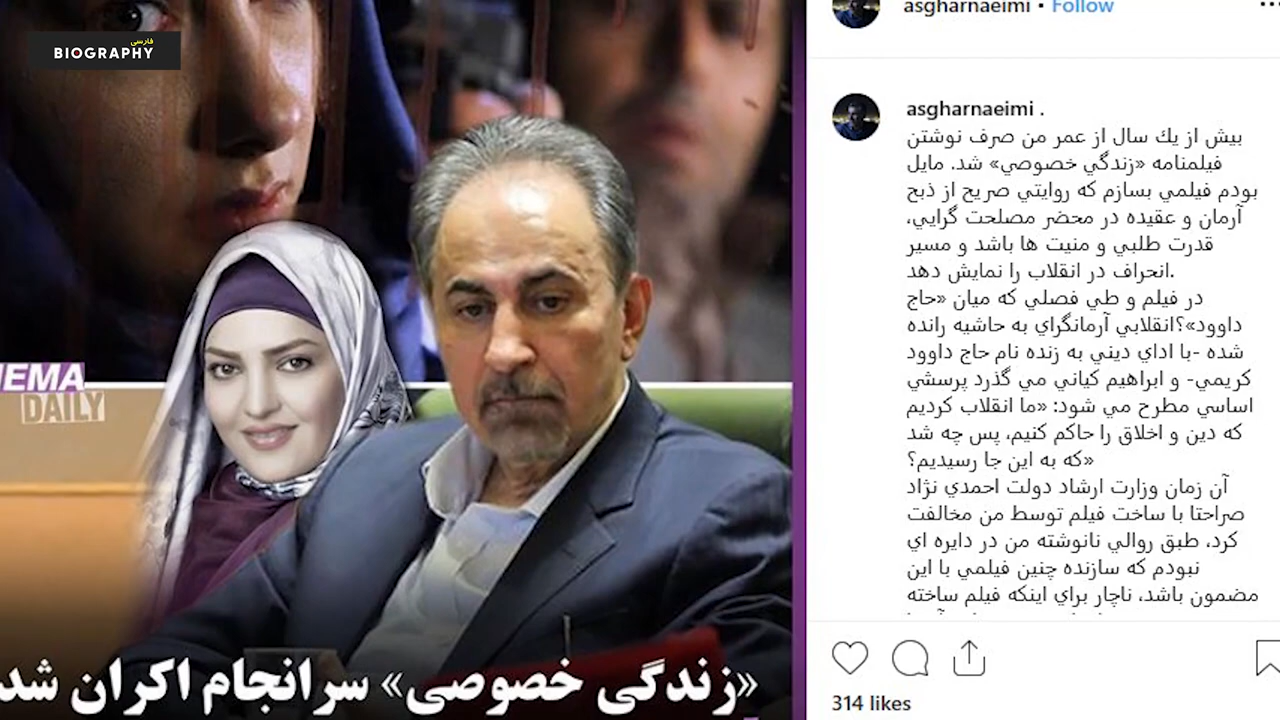 فارسی
BIOGRAPHY
NEMA
DAILY
«زندگی خصوصی» سرانجام اکران شد
asgharnaeimi • Follow
asgharnaeimi .
بيش از يك سال از عمر من صرف نوشتن
فيلمنامه «زندگي خصوصي» شد. مايل
بودم فيلمي بسازم كه روايتي صريح از ذبح
آرمان و عقيده در محضر مصلحت گرايي،
قدرت طلبي و منيت ها باشد و مسير
انحراف در انقلاب را نمايش دهد.
در فيلم و طي فصلي كه ميان «حاج
داوود»؟انقلابي آرمانگراي به حاشيه رانده
شده -با اداي ديني به زنده نام حاج داوود
كريمي- و ابراهيم كياني مي گذرد پرسشي
اساسي مطرح مي شود: «ما انقلاب كرديم
كه دين و اخلاق را حاكم كنيم، پس چه شد
كه به اين جا رسيديم؟»
آن زمان وزارت ارشاد دولت احمدي نژاد
صراحتا با ساخت فيلم توسط من مخالفت
كرد، طبق روالي نانوشته من در دايره اي
نبودم كه سازنده چنين فيلمي با اين
مضمون باشد، ناچار براي اينكه فيلم ساخته
314 likes